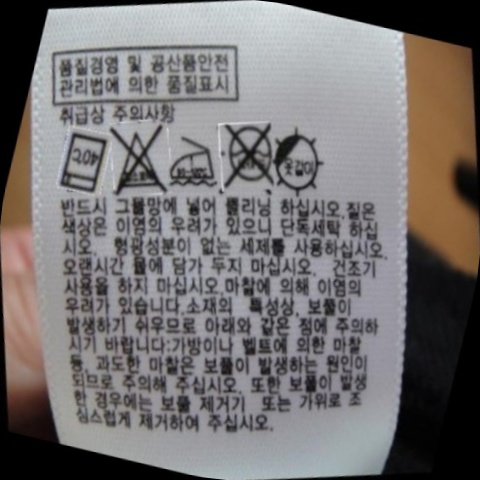 품질경영 및 공산품안전
관리법에 의한 품질표시
취급상 주의사항
40℃
옷걸이
반드시 그물망에 넣어 클리닝 하십시오.짙은
색상은 이염의 우려가 있으니 단독세탁 하십
시오. 형광성분이 없는 세제를 사용하십시오.
오랜시간 물에 담가 두지 마십시오. 건조기
사용을 하지 마십시오.마찰에 의해 이염의
우려가 있습니다.소재의 특성상, 보풀이
발생하기 쉬우므로 아래와 같은 점에 주의하
시기 바랍니다:가방이나 벨트에 의한 마찰
등, 과도한 마찰은 보풀이 발생하는 원인이
되므로 주의해 주십시오. 또한 보풀이 발생
한 경우에는 보풀 제거기 또는 가위로 조
심스럽게 제거하여 주십시오.